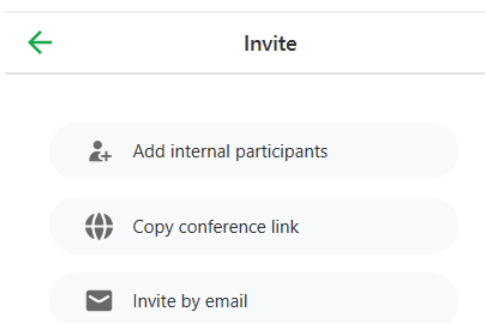 Invite
Add internal participants
Copy conference link
Invite by email